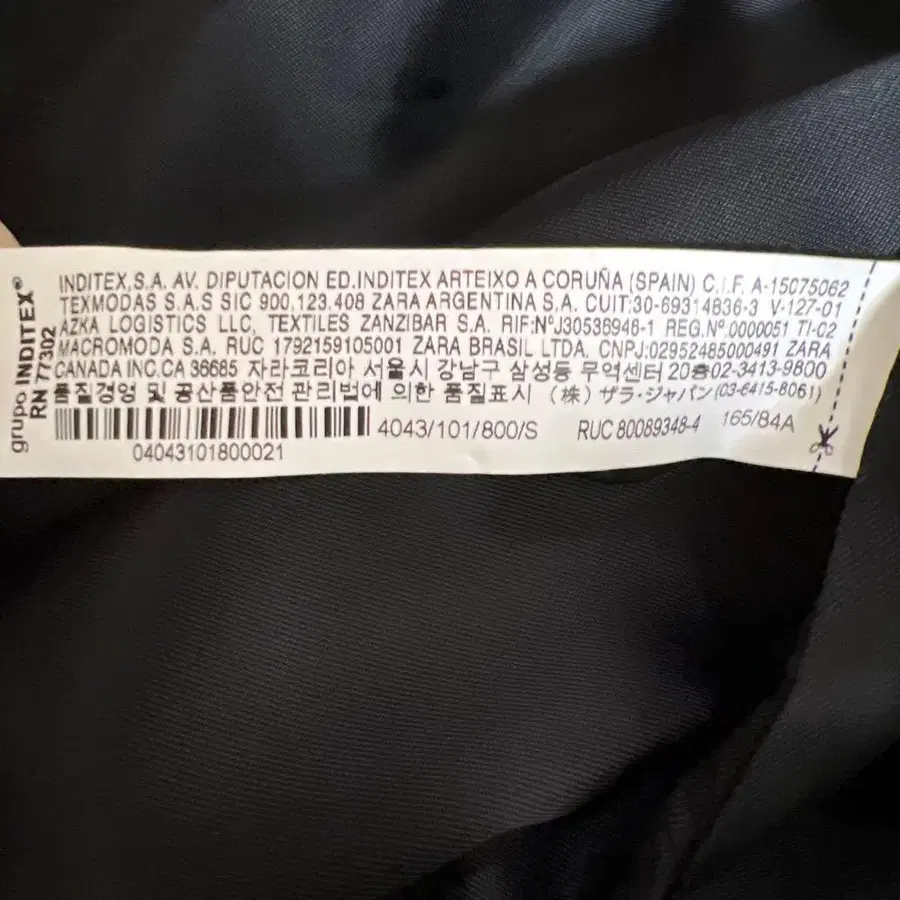 grupo INDITEX®
RN 77302
INDITEX,S.A. AV. DIPUTACION ED.INDITEX ARTEIXO A CORUÑA (SPAIN) C.I.F. A-15075062
TEXMODAS S.A.S SIC 900.123.408 ZARA ARGENTINA S.A. CUIT:30-69314836-3 V-127-01
AZKA LOGISTICS LLC, TEXTILES ZANZIBAR S.A. RIF:NºJ30536946-1 REG.Nº.0000051 TI-02
MACROMODA S.A. RUC 1792159105001 ZARA BRASIL LTDA. CNPJ:02952485000491 ZARA
CANADA INC.CA 36685 자라코리아 서울시 강남구 삼성동 무역센터 20층02-3413-9800
품질경영 및 공산품안전 관리법에 의한 품질표시 (株) ザラ・ジャパン(03-6415-8061)
4043/101/800/S RUC 80089348-4 165/84A
04043101800021